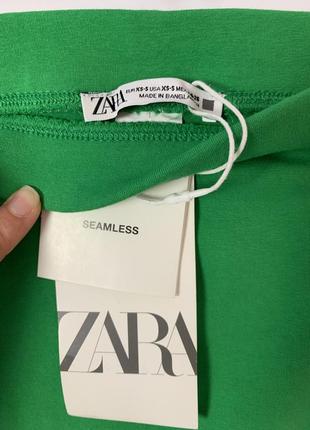 ZARA
EUR XS-S USA XS-S MEX
MADE IN BANGLADESH
SEAMLESS
ZARA